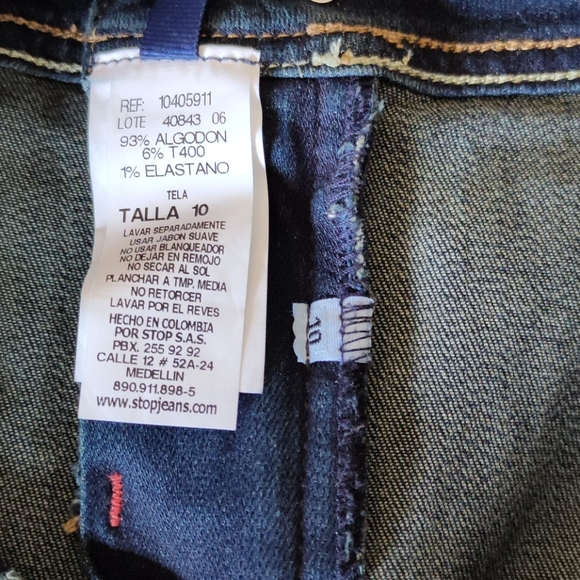 REF: 10405911
LOTE 40843 06
93% ALGODON
6% T400
1% ELASTANO
TELA
TALLA 10
LAVAR SEPARADAMENTE
USAR JABON SUAVE
NO USAR BLANQUEADOR
NO DEJAR EN REMOJO
NO SECAR AL SOL
PLANCHAR A TMP. MEDIA
NO RETORCER
LAVAR POR EL REVES
HECHO EN COLOMBIA
POR STOP S.A.S.
PBX. 255 92 92
CALLE 12 # 52A-24
MEDELLIN
890.911.898-5
www.stopjeans.com
10